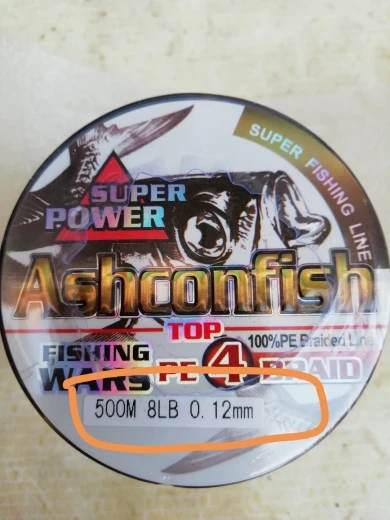 SUPER FISHING LINE
SUPER
POWER
Ashconfish
TOP
100%PE Braided Line
FISHING
WARS PE 4 BRAID
500M 8LB 0.12mm